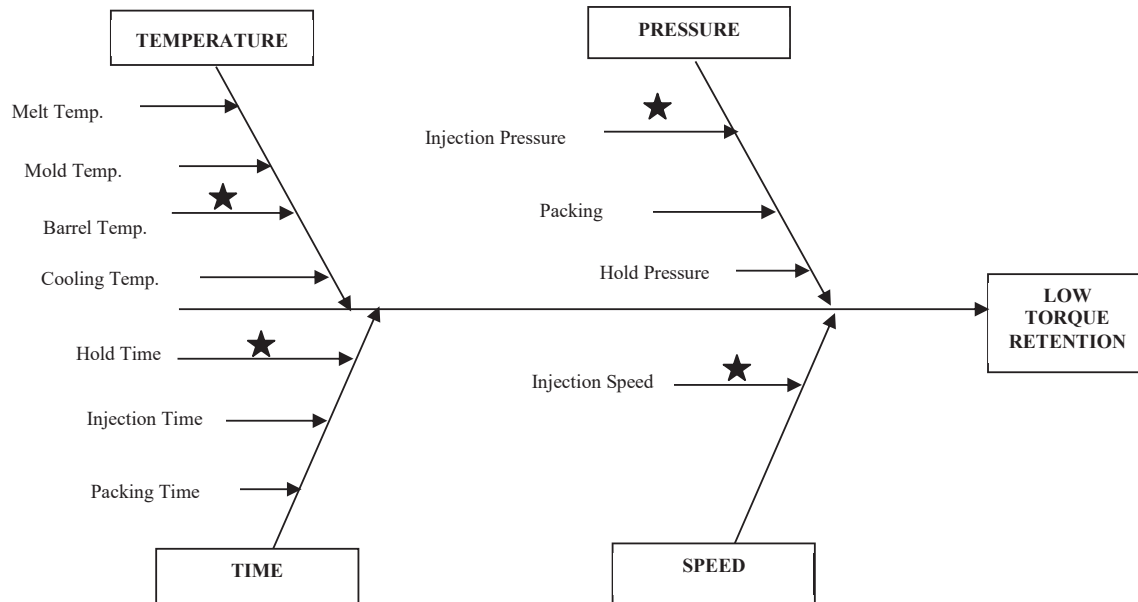 TEMPERATURE
PRESSURE
Melt Temp.
Injection Pressure
Mold Temp.
Barrel Temp.
Packing
Cooling Temp.
Hold Pressure
LOW
TORQUE
RETENTION
Hold Time
Injection Speed
Injection Time
Packing Time
TIME
SPEED